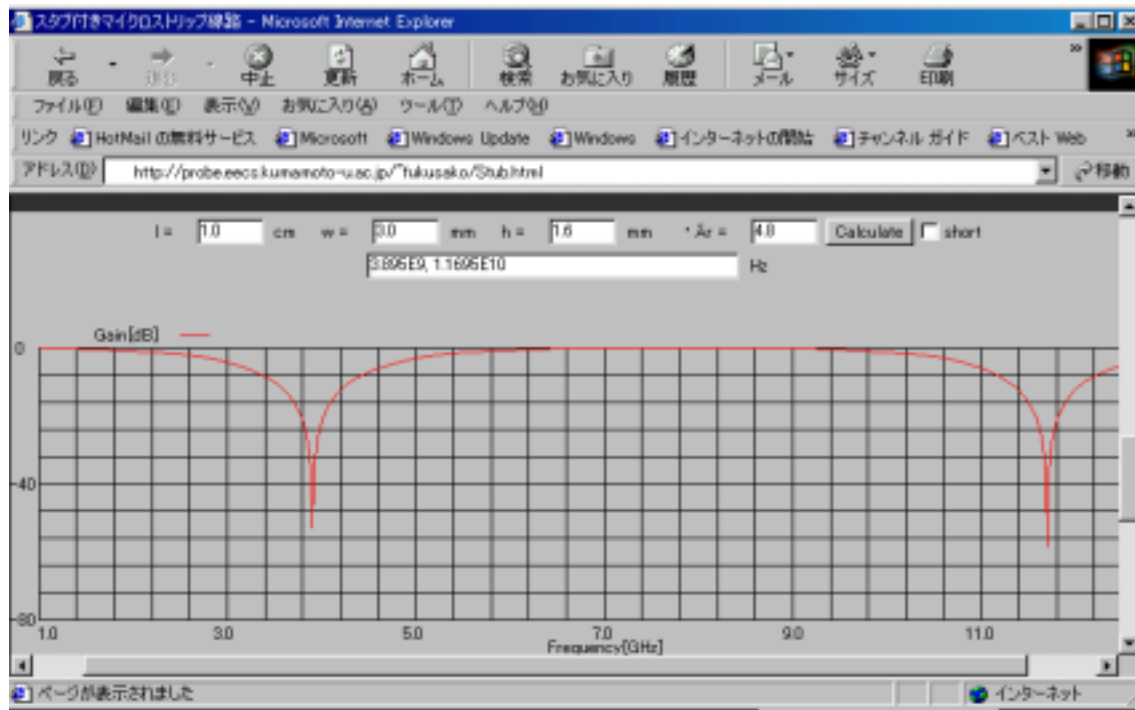 スタブ付きマイクロストリップ線路 - Microsoft Internet Explorer
戻る 進む 中止 更新 ホーム 検索 お気に入り 履歴 メール サイズ 印刷
ファイル(F) 編集(E) 表示(V) お気に入り(A) ツール(T) ヘルプ(H)
リンク HotMail の無料サービス Microsoft Windows Update Windows インターネットの開始 チャンネル ガイド ベスト Web
アドレス(D) http://probe.eecs.kumamoto-u.ac.jp/~fukusako/Stub.html 移動
l = 1.0 cm w = 3.0 mm h = 1.6 mm ・Är = 4.8 Calculate short
3.895E9, 1.1695E10 Hz
Gain[dB]
0
-40
-80
1.0 3.0 5.0 7.0 9.0 11.0
Frequency[GHz]
ページが表示されました インターネット